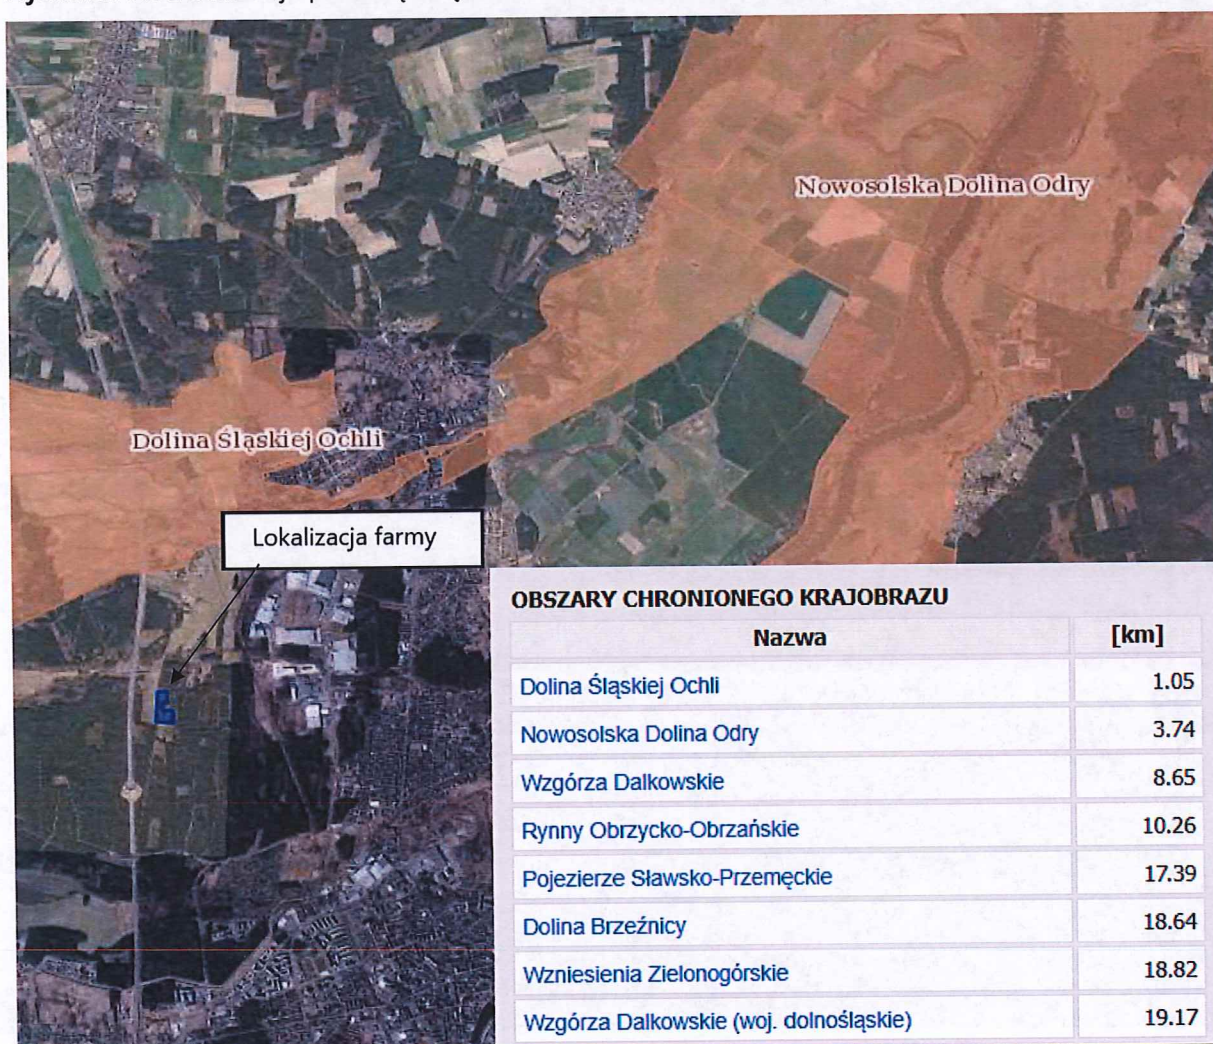 Nowosolska Dolina Odry
Dolina Śląskiej Ochli
Lokalizacja farmy
OBSZARY CHRONIONEGO KRAJOBRAZU
Nazwa [km]
Dolina Śląskiej Ochli 1.05
Nowosolska Dolina Odry 3.74
Wzgórza Dalkowskie 8.65
Rynny Obrzycko-Obrzańskie 10.26
Pojezierze Sławsko-Przemęckie 17.39
Dolina Brzeźnicy 18.64
Wzniesienia Zielonogórskie 18.82
Wzgórza Dalkowskie (woj. dolnośląskie) 19.17